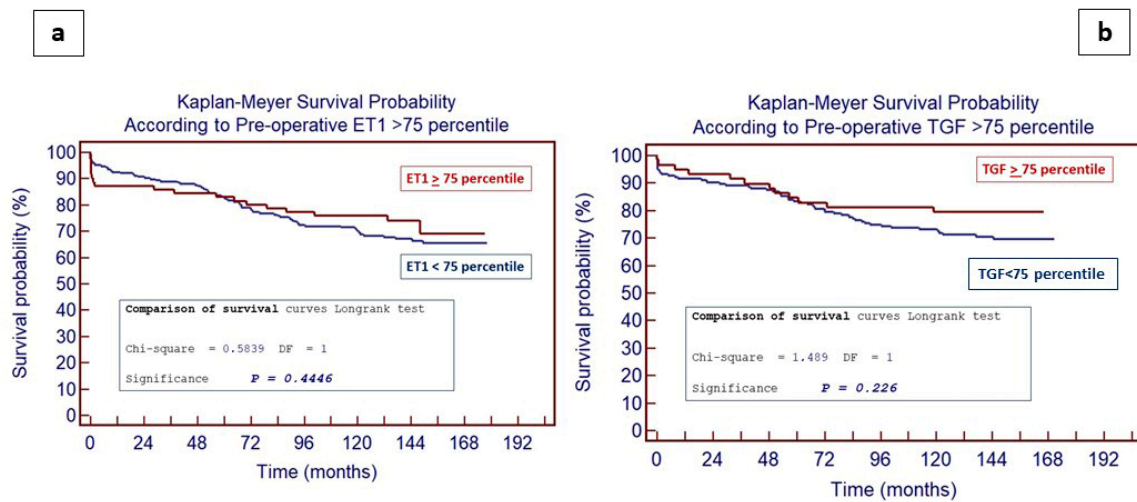 a
b
Kaplan-Meyer Survival Probability
According to Pre-operative ET1 >75 percentile
Survival probability (%)
100
90
80
70
60
50
40
30
20
10
0
ET1 ≥ 75 percentile
ET1 < 75 percentile
Comparison of survival curves Longrank test
Chi-square = 0.5839 DF = 1
Significance P = 0.4446
0 24 48 72 96 120 144 168 192
Time (months)
Kaplan-Meyer Survival Probability
According to Pre-operative TGF >75 percentile
Survival probability (%)
100
90
80
70
60
50
40
30
20
10
0
TGF ≥ 75 percentile
TGF<75 percentile
Comparison of survival curves Longrank test
Chi-square = 1.489 DF = 1
Significance P = 0.226
0 24 48 72 96 120 144 168 192
Time (months)